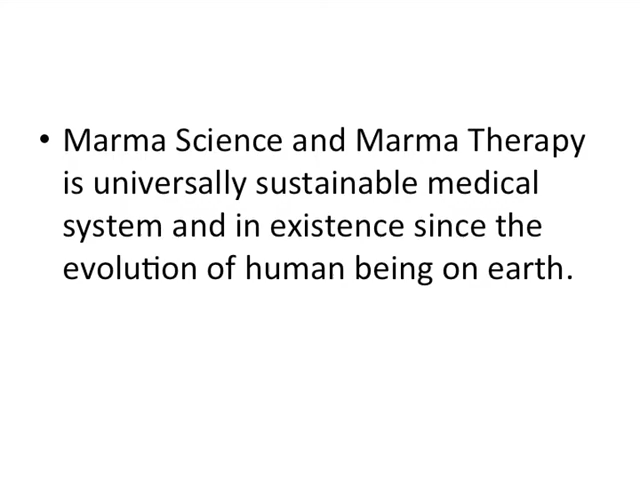 • Marma Science and Marma Therapy
is universally sustainable medical
system and in existence since the
evolution of human being on earth.